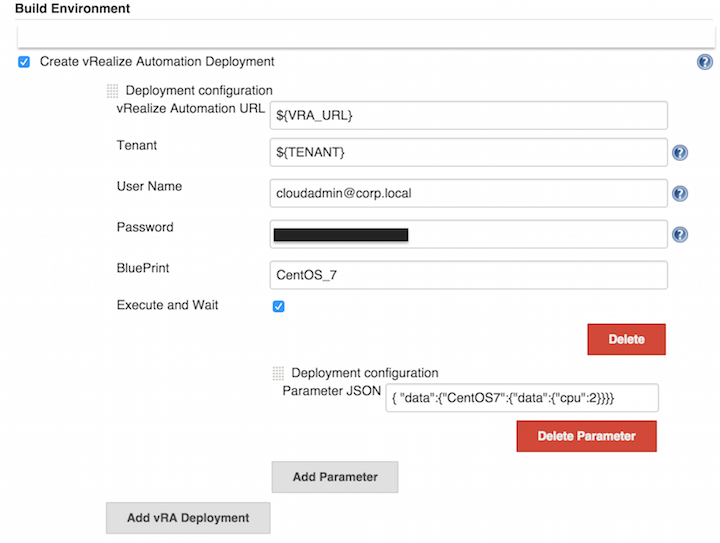 Build Environment
Create vRealize Automation Deployment
Deployment configuration
vRealize Automation URL ${VRA_URL}
Tenant ${TENANT}
User Name cloudadmin@corp.local
Password
BluePrint CentOS_7
Execute and Wait
Delete
Deployment configuration
Parameter JSON { "data":{"CentOS7":{"data":{"cpu":2}}}}
Delete Parameter
Add Parameter
Add vRA Deployment